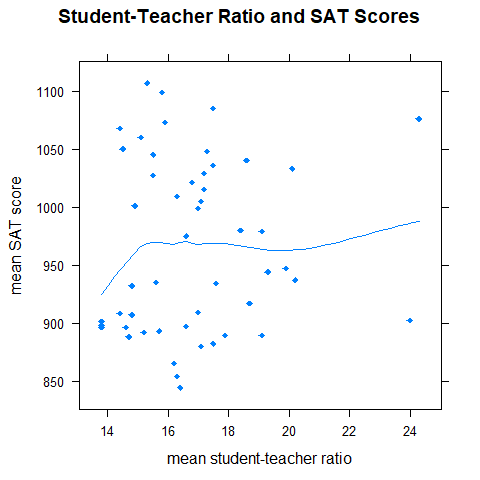 Student-Teacher Ratio and SAT Scores
1100
1050
1000
950
900
850
mean SAT score
14 16 18 20 22 24
mean student-teacher ratio